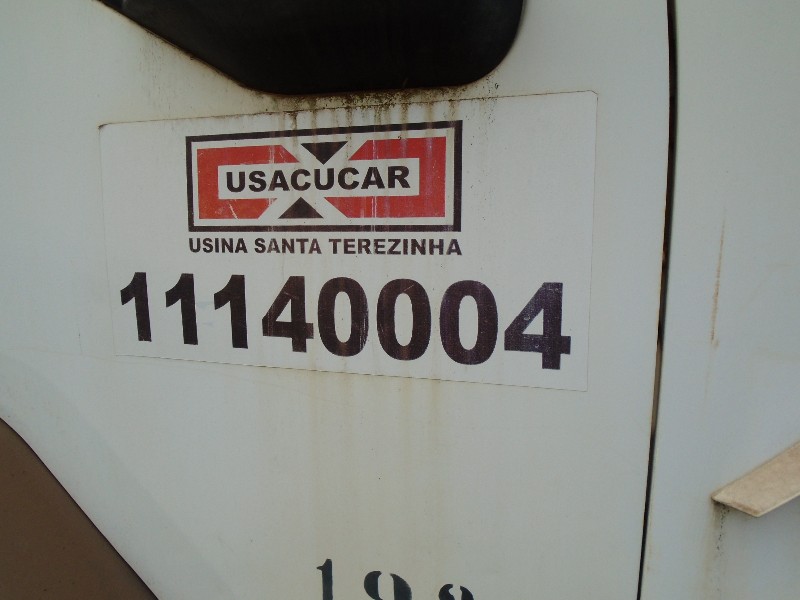 USACUCAR
USINA SANTA TEREZINHA
11140004